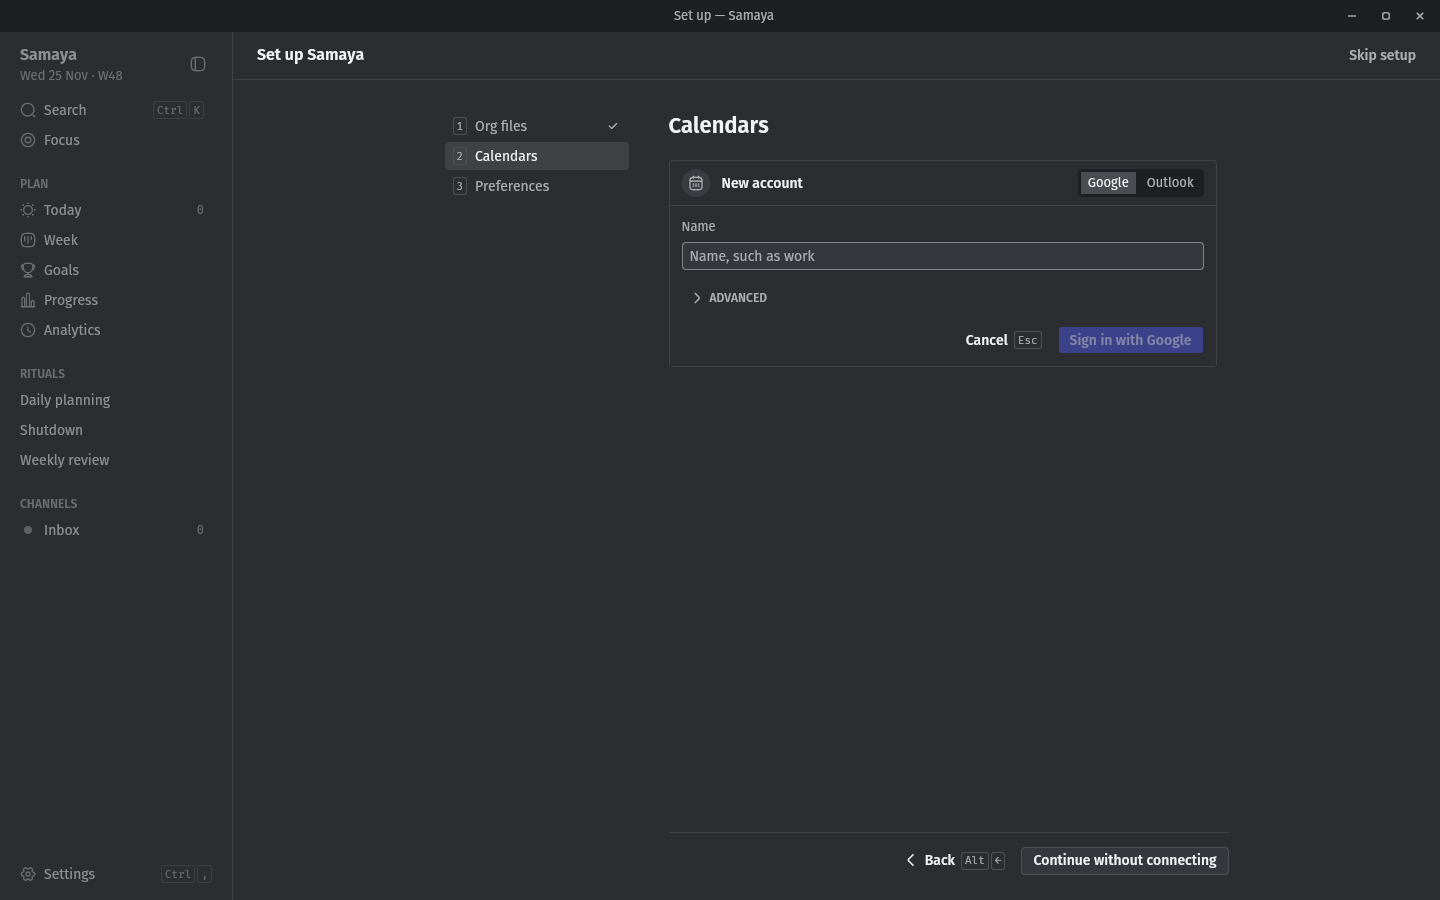 Set up — Samaya
Samaya
Wed 25 Nov · W48
Search Ctrl K
Focus
PLAN
Today 0
Week
Goals
Progress
Analytics
RITUALS
Daily planning
Shutdown
Weekly review
CHANNELS
Inbox 0
Settings Ctrl ,
Set up Samaya
Skip setup
1 Org files
2 Calendars
3 Preferences
Calendars
New account
Google Outlook
Name
Name, such as work
ADVANCED
Cancel Esc
Sign in with Google
Back Alt ←
Continue without connecting